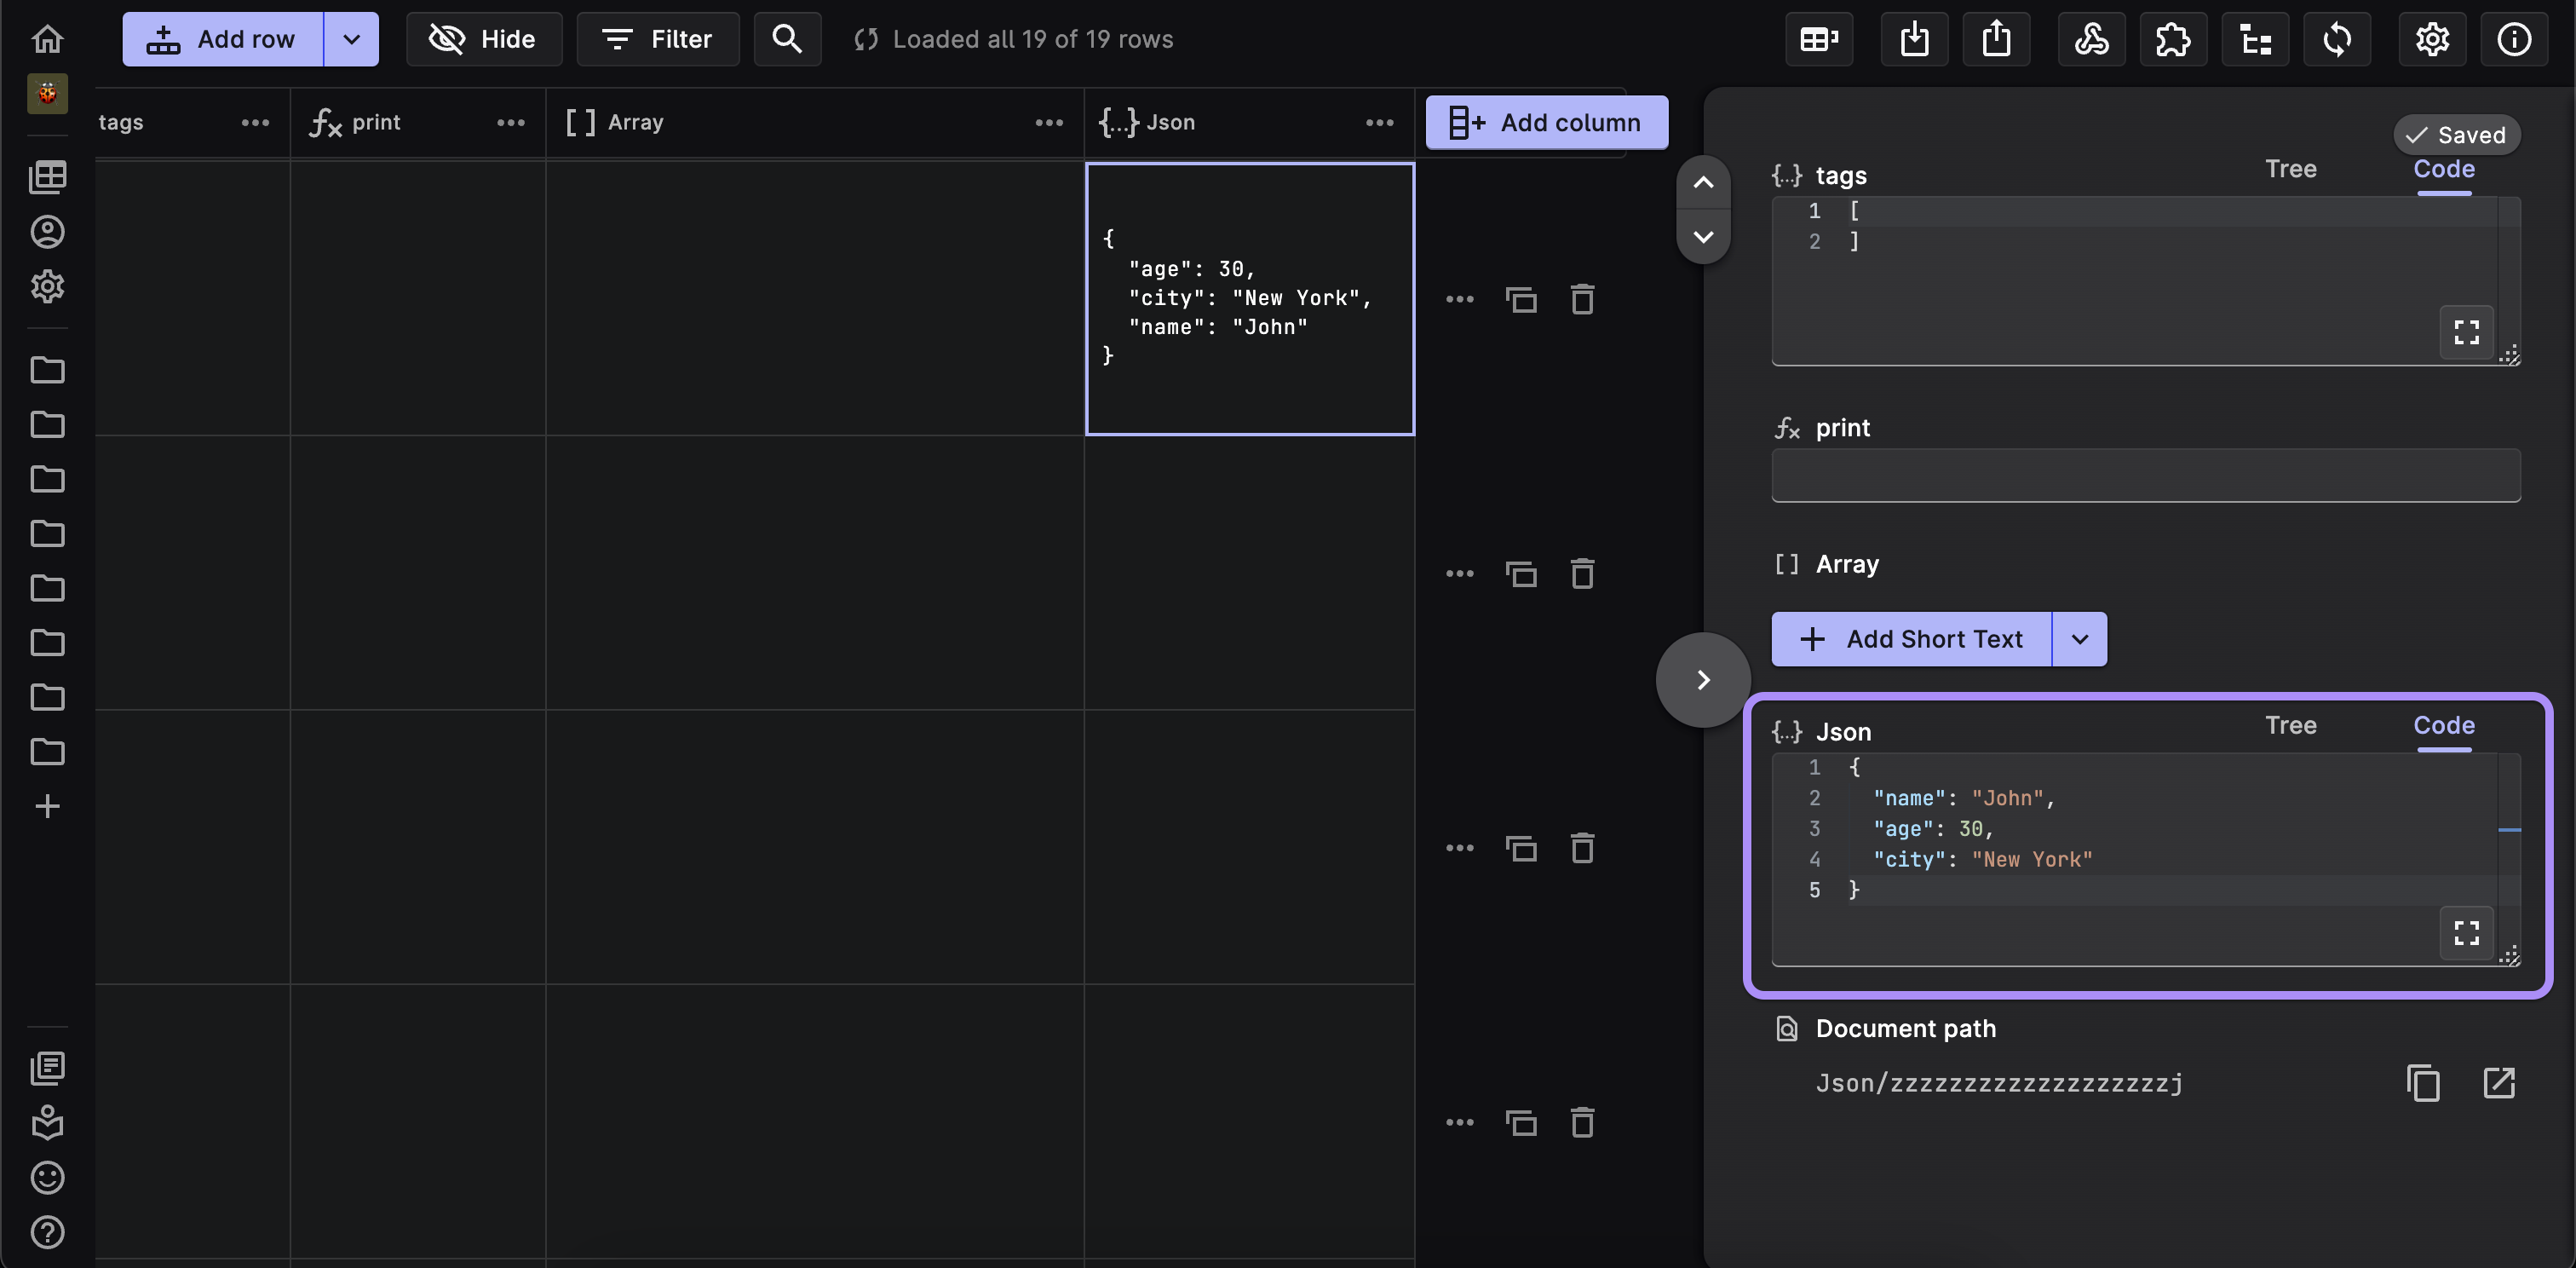 Add row
Hide
Filter
Loaded all 19 of 19 rows
tags
print
[ ] Array
{...} Json
Add column
{
"age": 30,
"city": "New York",
"name": "John"
}
Saved
{...} tags
Tree
Code
1 [
2 ]
fx print
[ ] Array
+ Add Short Text
{...} Json
Tree
Code
1 {
2 "name": "John",
3 "age": 30,
4 "city": "New York"
5 }
Document path
Json/zzzzzzzzzzzzzzzzzzzj